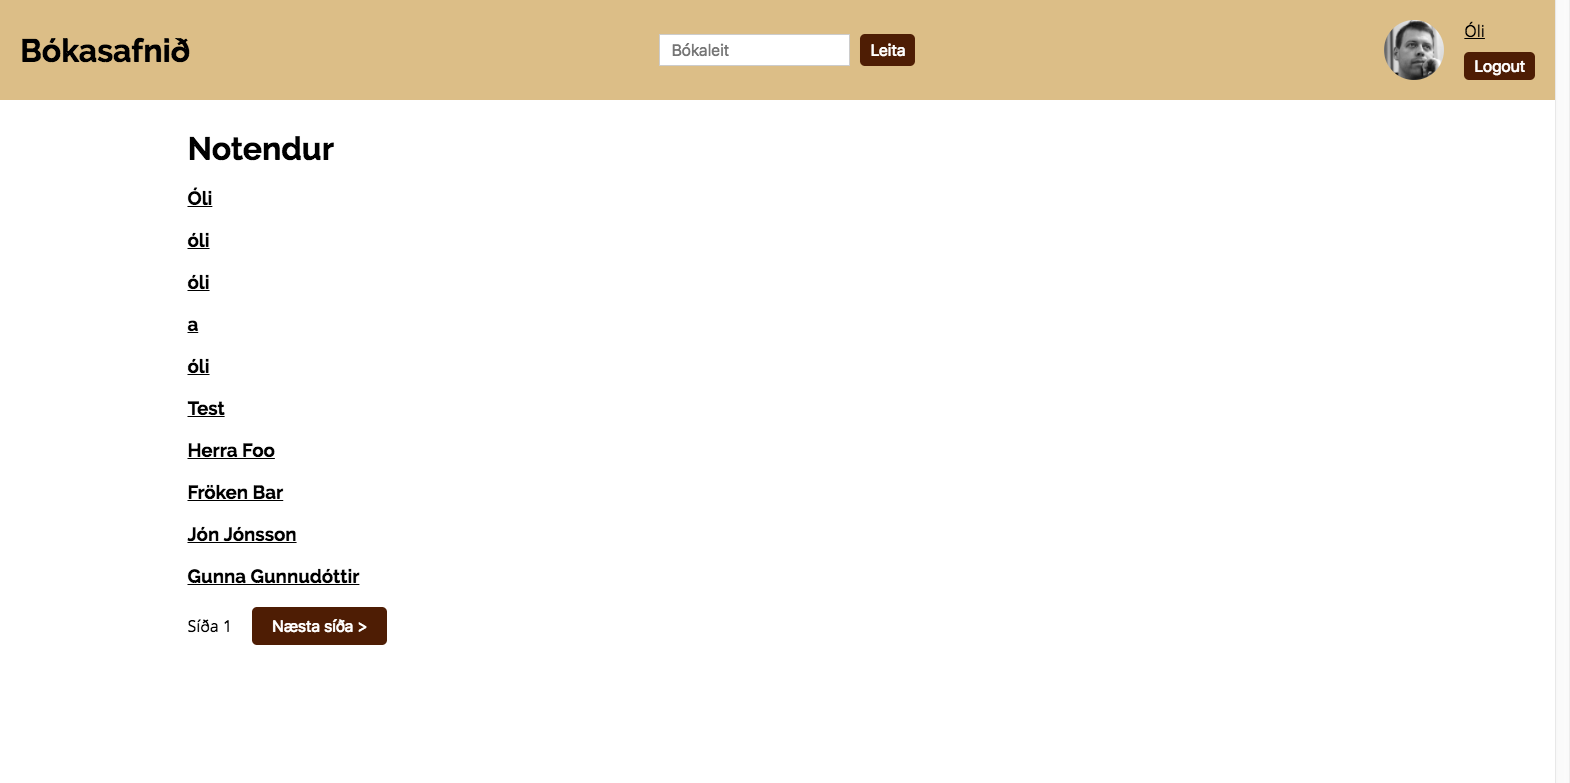 Bókasafnið
Bókaleit
Leita
Óli
Logout
Notendur
Óli
óli
óli
a
óli
Test
Herra Foo
Fröken Bar
Jón Jónsson
Gunna Gunnudóttir
Síða 1
Næsta síða >